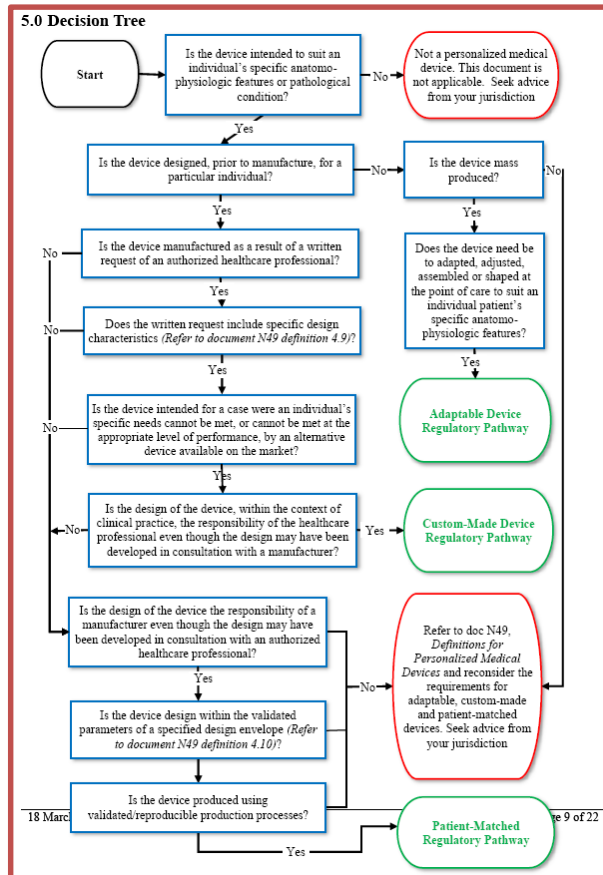 5.0 Decision Tree
Start
Is the device intended to suit an
individual's specific anatomo-
physiologic features or pathological
condition?
No
Not a personalized medical
device. This document is
not applicable. Seek advice
from your jurisdiction
Yes
Is the device designed, prior to manufacture, for a
particular individual?
No
Is the device mass
produced?
No
Yes
Yes
Is the device manufactured as a result of a written
request of an authorized healthcare professional?
No
Does the device need be
to adapted, adjusted,
assembled or shaped at
the point of care to suit an
individual patient's
specific anatomo-
physiologic features?
Yes
Does the written request include specific design
characteristics (Refer to document N49 definition 4.9)?
No
Yes
Yes
Adaptable Device
Regulatory Pathway
Is the device intended for a case were an individual's
specific needs cannot be met, or cannot be met at the
appropriate level of performance, by an alternative
device available on the market?
No
Yes
Is the design of the device, within the context of
clinical practice, the responsibility of the healthcare
professional even though the design may have been
developed in consultation with a manufacturer?
No
Yes
Custom-Made Device
Regulatory Pathway
Is the design of the device the responsibility of a
manufacturer even though the design may have
been developed in consultation with an authorized
healthcare professional?
Yes
No
Refer to doc N49,
Definitions for
Personalized Medical
Devices and reconsider the
requirements for
adaptable, custom-made
and patient-matched
devices. Seek advice from
your jurisdiction
Is the device design within the validated
parameters of a specified design envelope (Refer
to document N49 definition 4.10)?
Is the device produced using
validated/reproducible production processes?
18 Marc
9 of 22
Yes
Patient-Matched
Regulatory Pathway